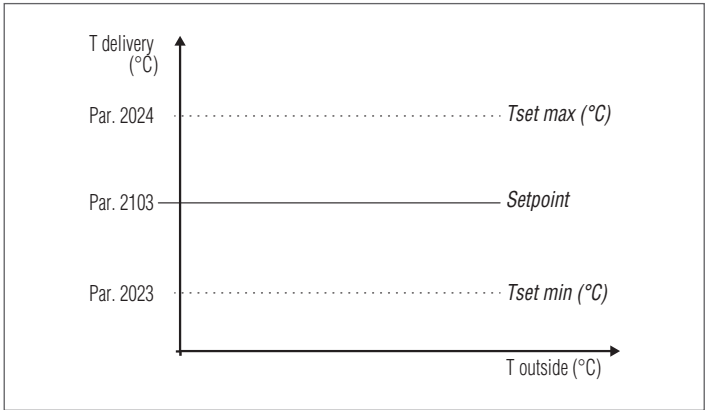 T delivery
(°C)
Par. 2024
Tset max (°C)
Par. 2103
Setpoint
Par. 2023
Tset min (°C)
T outside (°C)